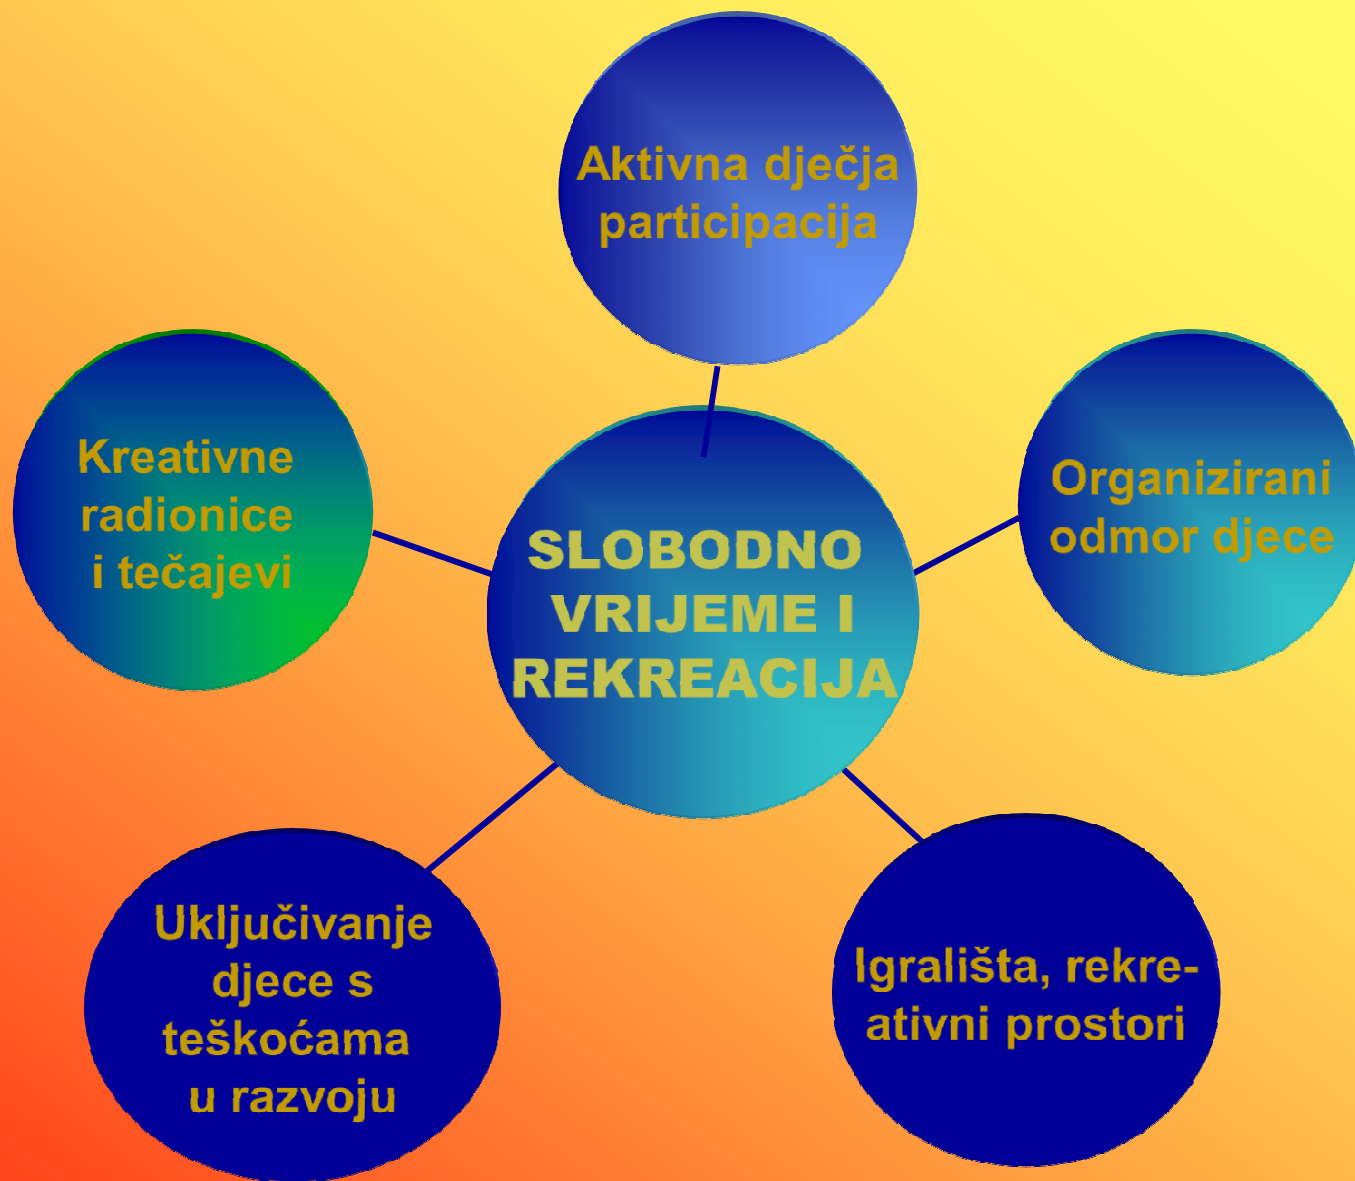 Aktivna dječja
participacija
Kreativne
radionice
i tečajevi
Organizirani
odmor djece
SLOBODNO
VRIJEME I
REKREACIJA
Uključivanje
djece s
teškoćama
u razvoju
Igrališta, rekre-
ativni prostori